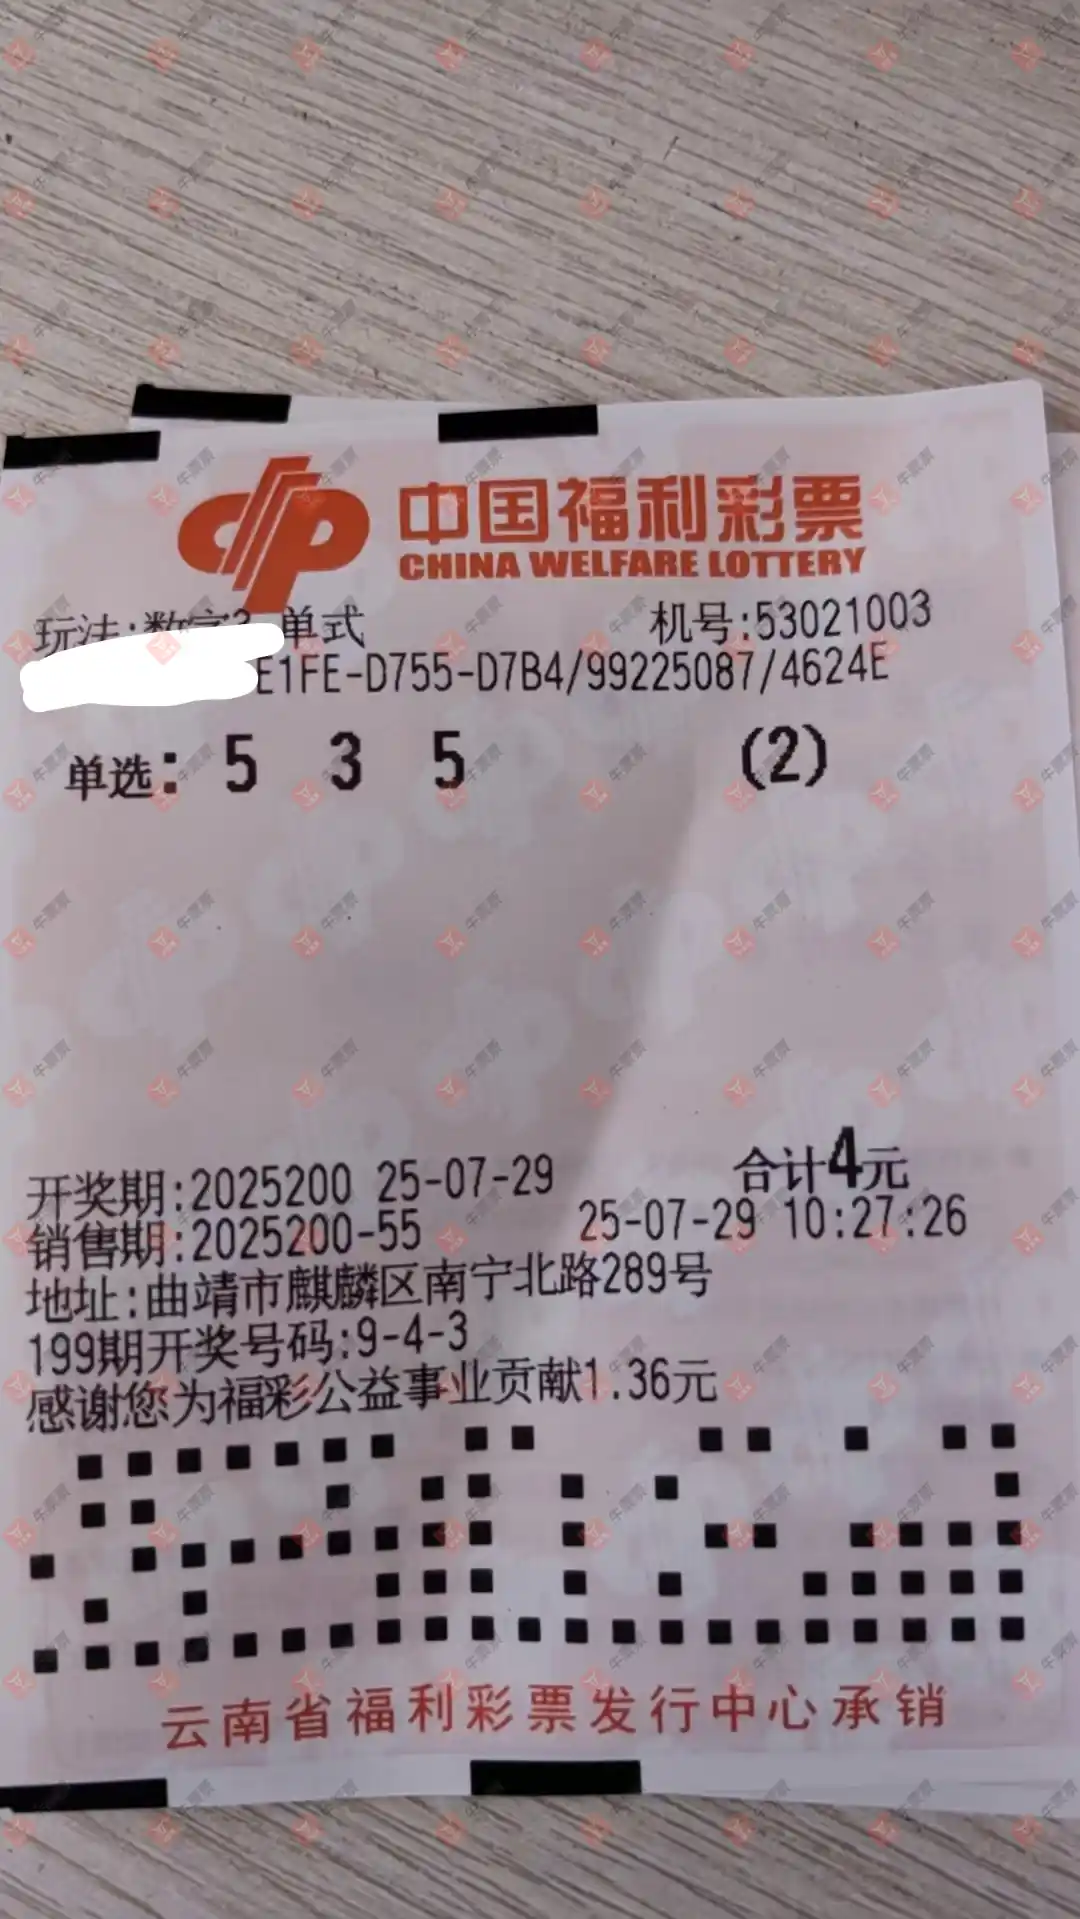 中国福利彩票
CHINA WELFARE LOTTERY
玩法:数字3 单式 机号:53021003
E1FE-D755-D7B4/99225087/4624E
单选: 5 3 5 (2)
开奖期:2025200 25-07-29 合计4元
销售期:2025200-55 25-07-29 10:27:26
地址:曲靖市麒麟区南宁北路289号
199期开奖号码:9-4-3
感谢您为福彩公益事业贡献1.36元
云南省福利彩票发行中心承销